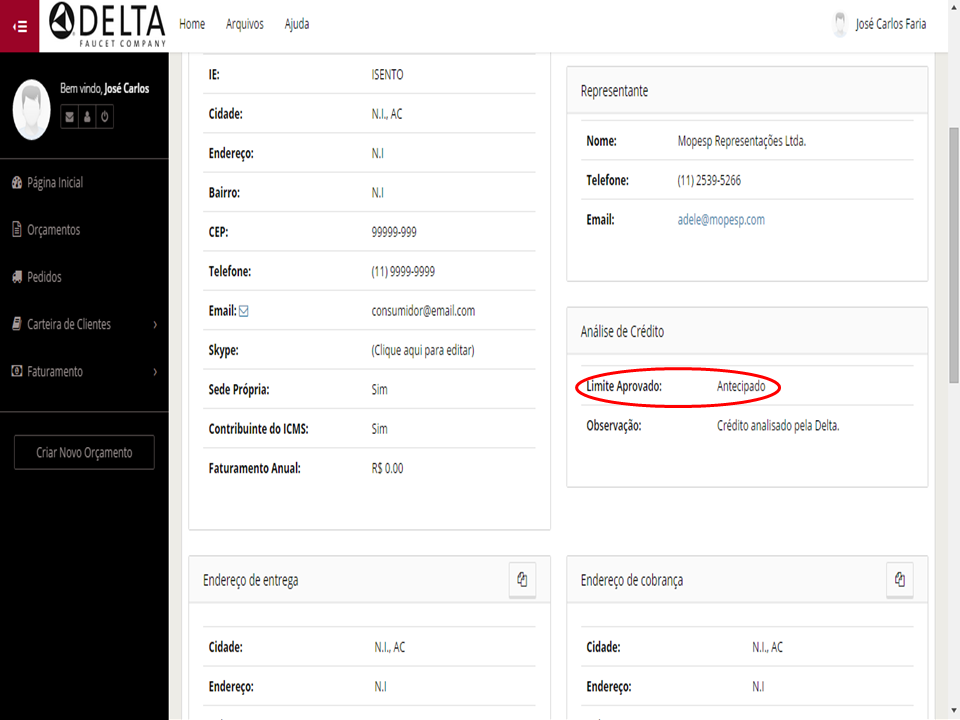 DELTA
FAUCET COMPANY
Home Arquivos Ajuda
José Carlos Faria
Bem vindo, José Carlos
Página Inicial
Orçamentos
Pedidos
Carteira de Clientes
Faturamento
Criar Novo Orçamento
IE: ISENTO
Cidade: N.I., AC
Endereço: N.I
Bairro: N.I
CEP: 99999-999
Telefone: (11) 9999-9999
Email: consumidor@email.com
Skype: (Clique aqui para editar)
Sede Própria: Sim
Contribuinte do ICMS: Sim
Faturamento Anual: R$ 0.00
Representante
Nome: Mopesp Representações Ltda.
Telefone: (11) 2539-5266
Email: adele@mopesp.com
Análise de Crédito
Limite Aprovado: Antecipado
Observação: Crédito analisado pela Delta.
Endereço de entrega
Cidade: N.I., AC
Endereço: N.I
Endereço de cobrança
Cidade: N.I., AC
Endereço: N.I